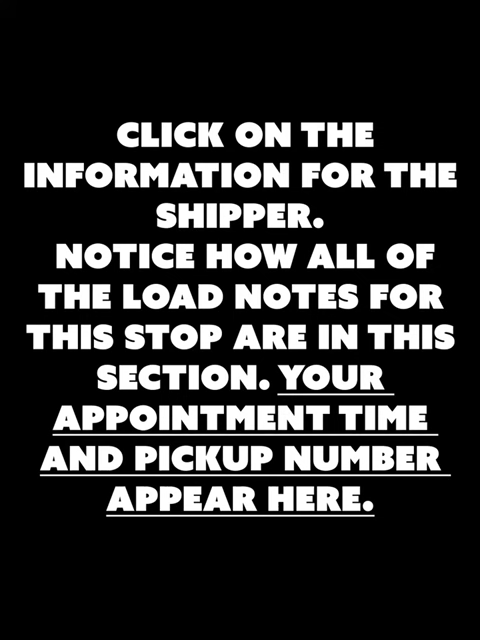 CLICK ON THE
INFORMATION FOR THE
SHIPPER.
NOTICE HOW ALL OF
THE LOAD NOTES FOR
THIS STOP ARE IN THIS
SECTION. YOUR
APPOINTMENT TIME
AND PICKUP NUMBER
APPEAR HERE.